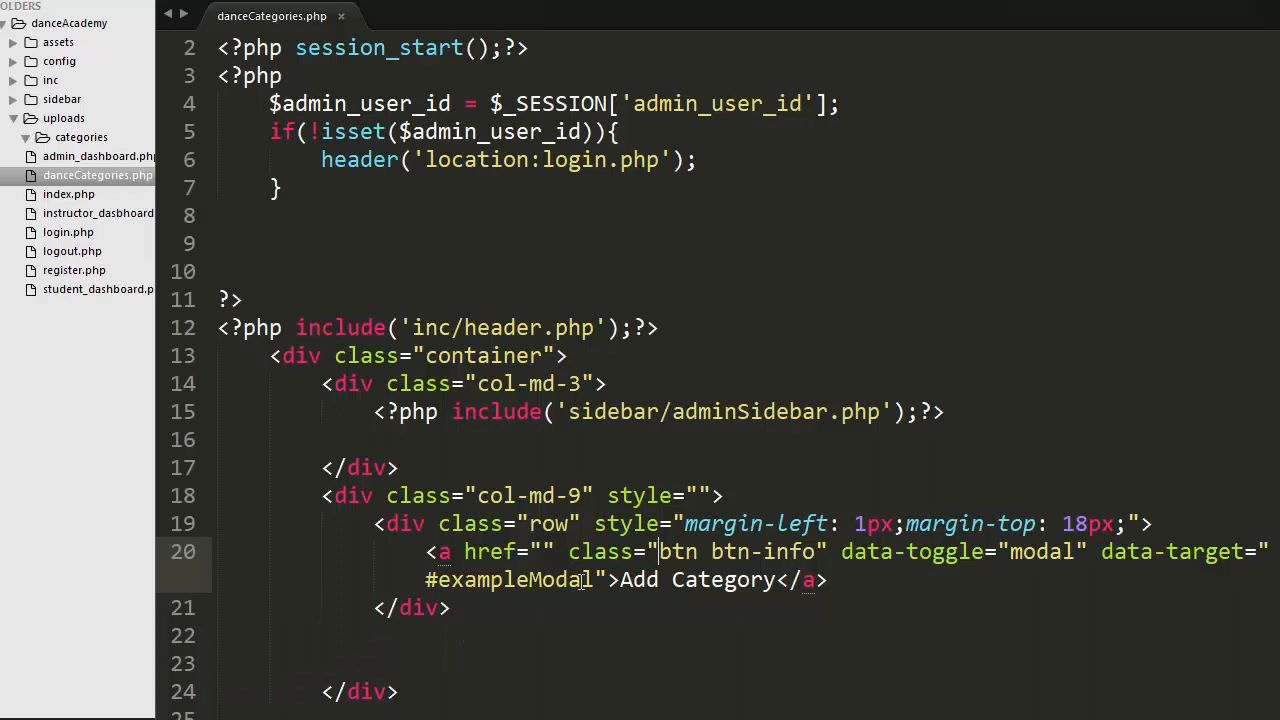 OLDERS
danceAcademy
assets
config
inc
sidebar
uploads
categories
admin_dashboard.php
danceCategories.php
index.php
instructor_dasbhoard
login.php
logout.php
register.php
student_dashboard.p
danceCategories.php ×
2 <?php session_start();?>
3 <?php
4 $admin_user_id = $_SESSION['admin_user_id'];
5 if(!isset($admin_user_id)){
6 header('location:login.php');
7 }
8
9
10
11 ?>
12 <?php include('inc/header.php');?>
13 <div class="container">
14 <div class="col-md-3">
15 <?php include('sidebar/adminSidebar.php');?>
16
17 </div>
18 <div class="col-md-9" style="">
19 <div class="row" style="margin-left: 1px;margin-top: 18px;">
20 <a href="" class="btn btn-info" data-toggle="modal" data-target="
#exampleModal">Add Category</a>
21 </div>
22
23
24 </div>
25